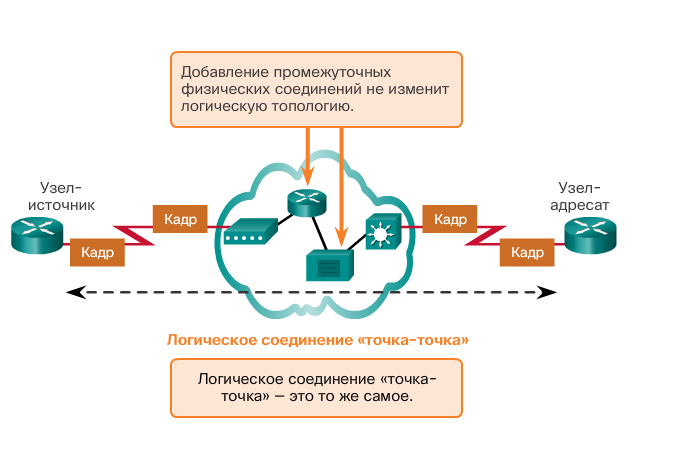 Добавление промежуточных
физических соединений не изменит
логическую топологию.
Узел-
источник
Узел-
адресат
Кадр
Кадр
Кадр
Кадр
Логическое соединение «точка-точка»
Логическое соединение «точка-
точка» – это то же самое.